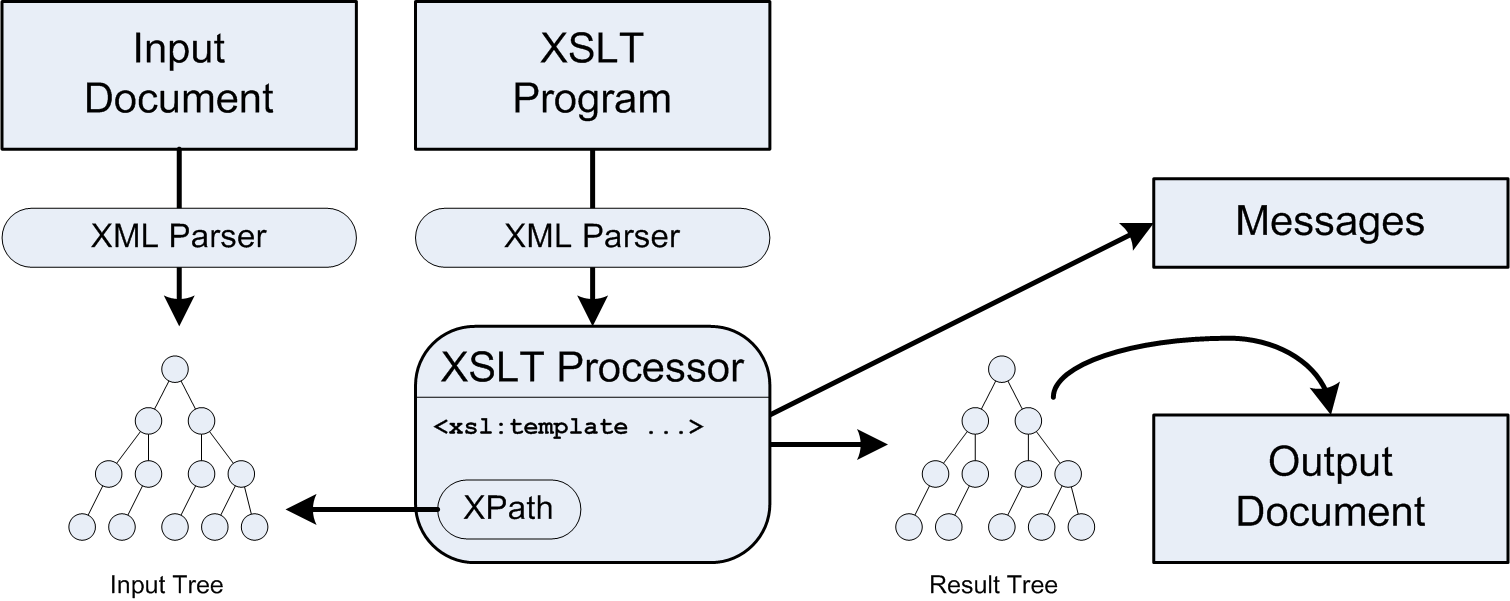 Input
Document
XSLT
Program
XML Parser
XML Parser
Messages
XSLT Processor
<xsl:template ...>
XPath
Output
Document
Input Tree
Result Tree